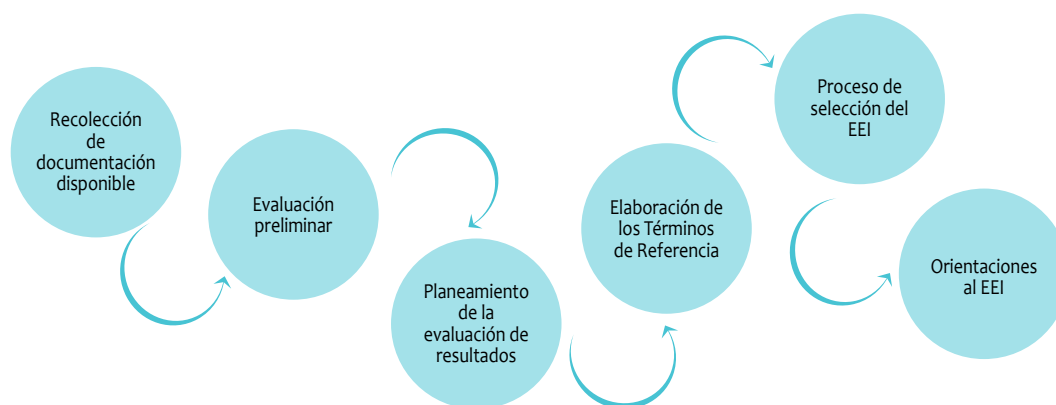 Recolección
de
documentación
disponible
Evaluación
preliminar
Planeamiento
de la
evaluación de
resultados
Elaboración de
los Términos
de Referencia
Proceso de
selección del
EEI
Orientaciones
al EEI